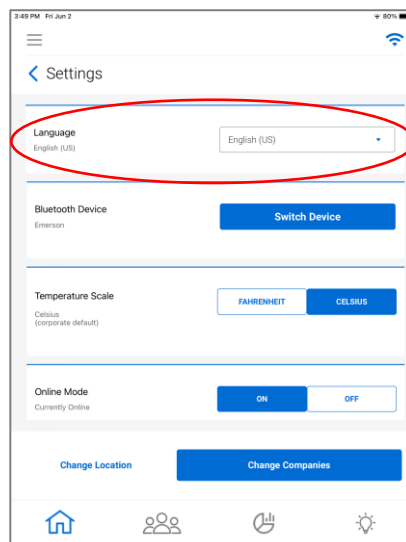 3:49 PM Fri Jun 2 80%
Settings
Language
English (US)
English (US)
Bluetooth Device
Emerson
Switch Device
Temperature Scale
Celsius
(corporate default)
FAHRENHEIT CELSIUS
Online Mode
Currently Online
ON OFF
Change Location Change Companies